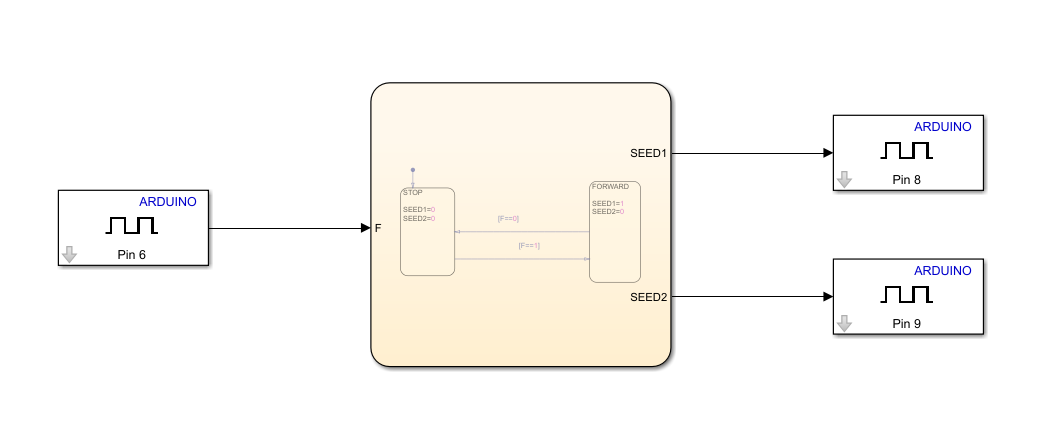 ARDUINO
Pin 6
F
STOP
SEED1=0
SEED2=0
[F==0]
[F==1]
FORWARD
SEED1=1
SEED2=0
SEED1
SEED2
ARDUINO
Pin 8
ARDUINO
Pin 9